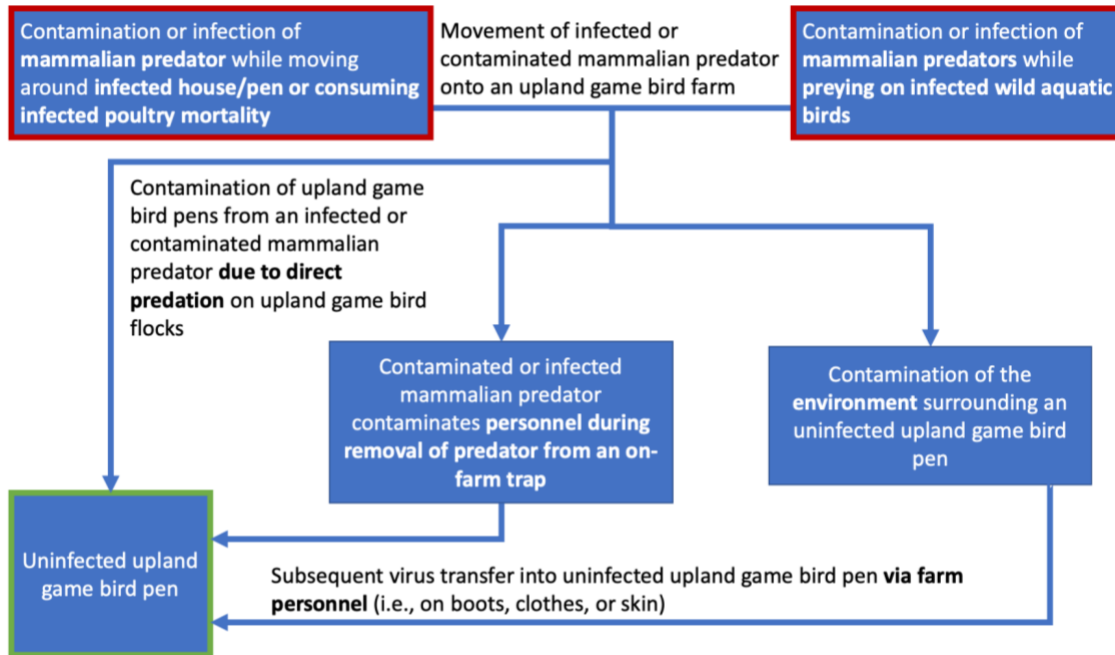 Contamination or infection of
mammalian predator while moving
around infected house/pen or consuming
infected poultry mortality
Movement of infected or
contaminated mammalian predator
onto an upland game bird farm
Contamination or infection of
mammalian predators while
preying on infected wild aquatic
birds
Contamination of upland game
bird pens from an infected or
contaminated mammalian
predator due to direct
predation on upland game bird
flocks
Contaminated or infected
mammalian predator
contaminates personnel during
removal of predator from an on-
farm trap
Contamination of the
environment surrounding an
uninfected upland game bird
pen
Uninfected upland
game bird pen
Subsequent virus transfer into uninfected upland game bird pen via farm
personnel (i.e., on boots, clothes, or skin)